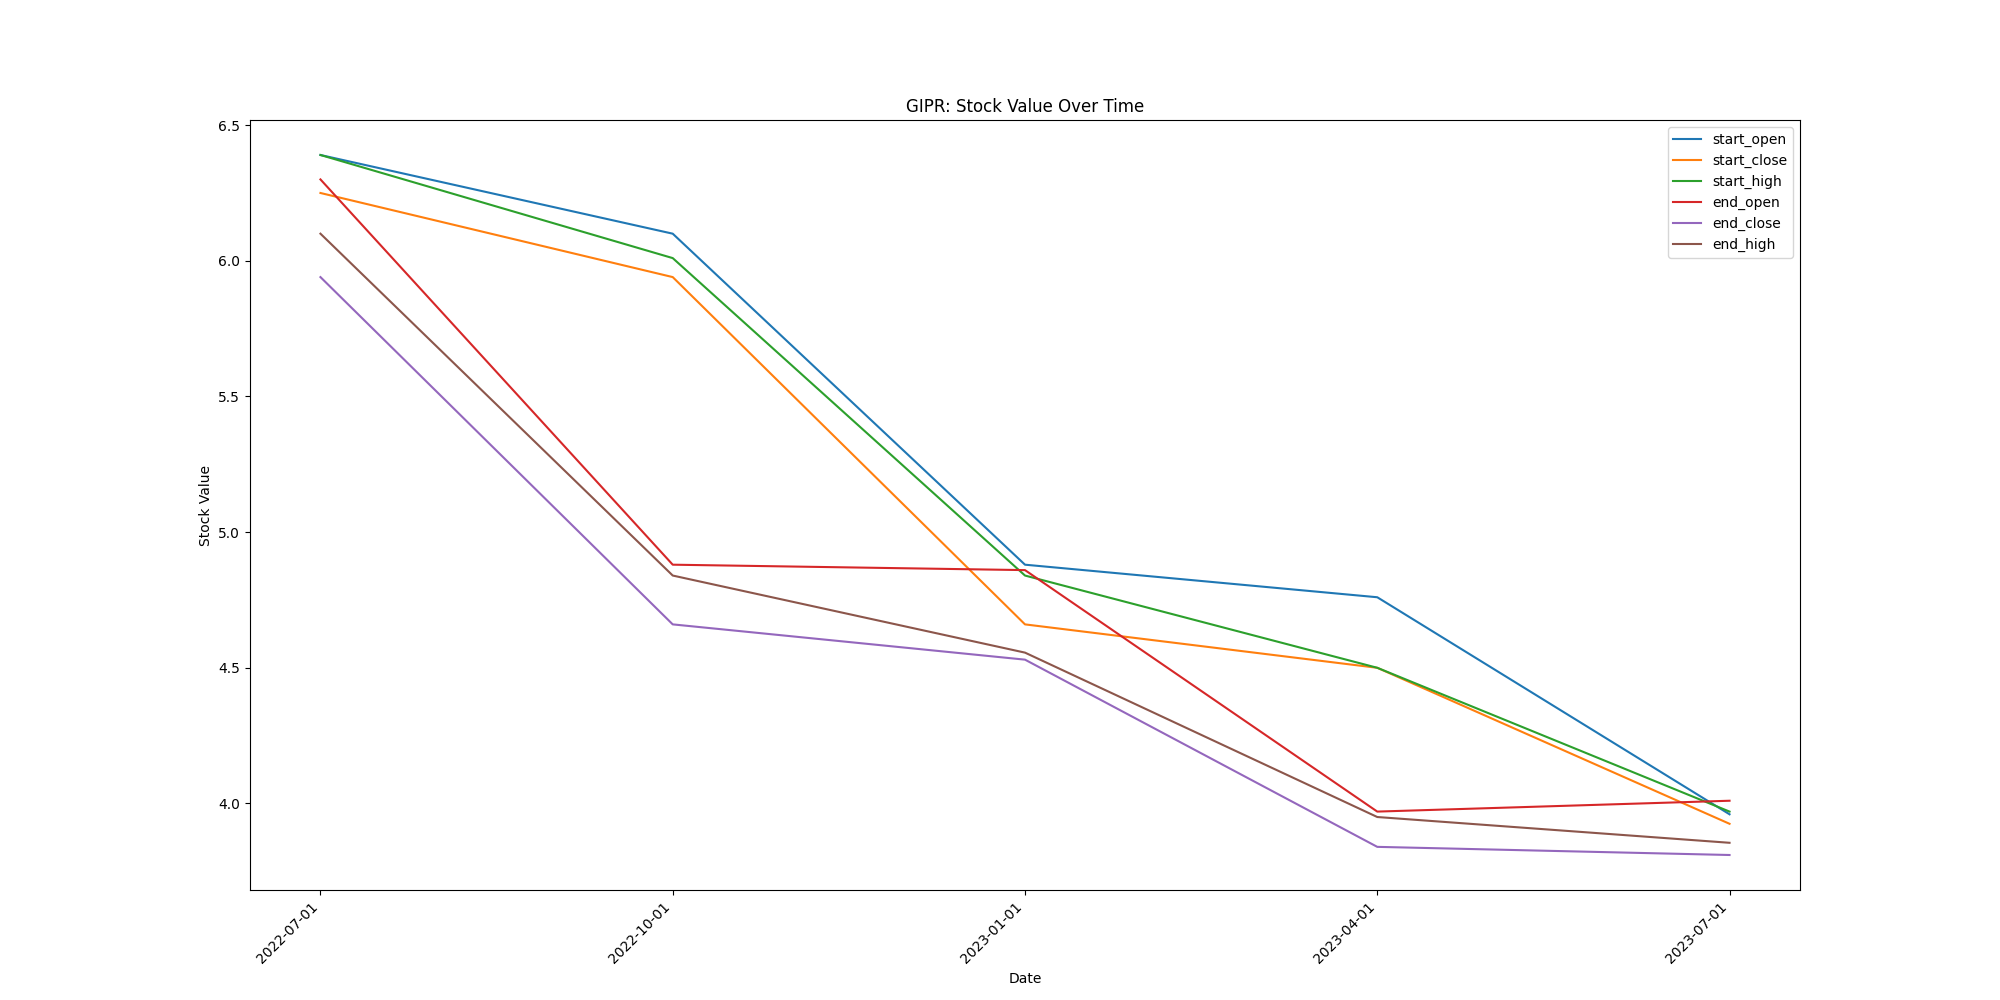 GIPR: Stock Value Over Time
6.5
6.0
5.5
5.0
4.5
4.0
Stock Value
start_open
start_close
start_high
end_open
end_close
end_high
2022-07-01
2022-10-01
2023-01-01
2023-04-01
2023-07-01
Date